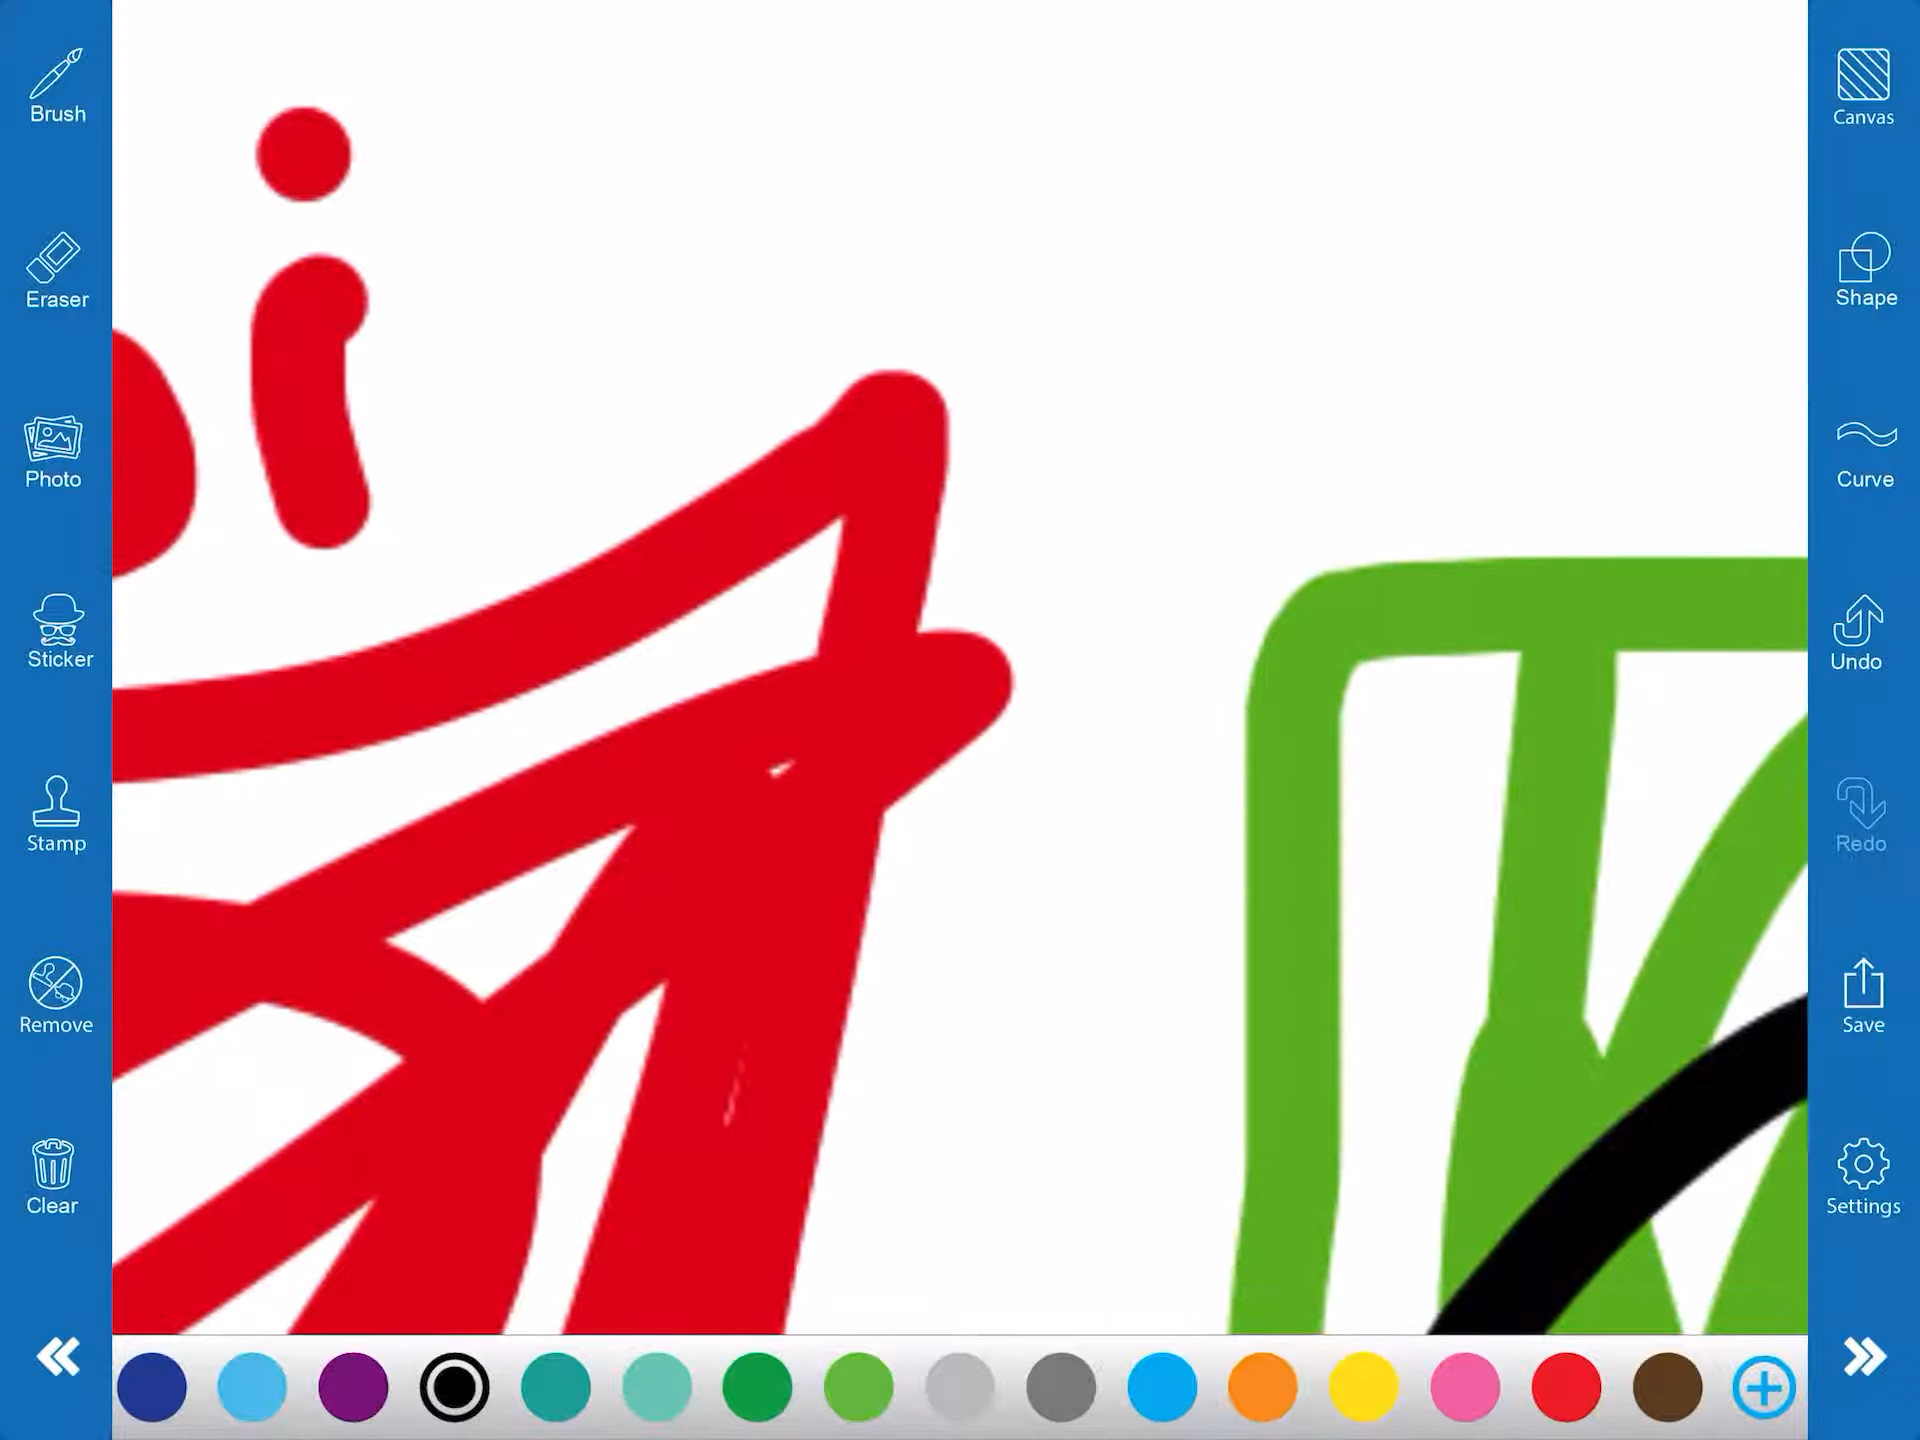 Brush
Eraser
Photo
Sticker
Stamp
Remove
Clear
i
Canvas
Shape
Curve
Undo
Redo
Save
Settings